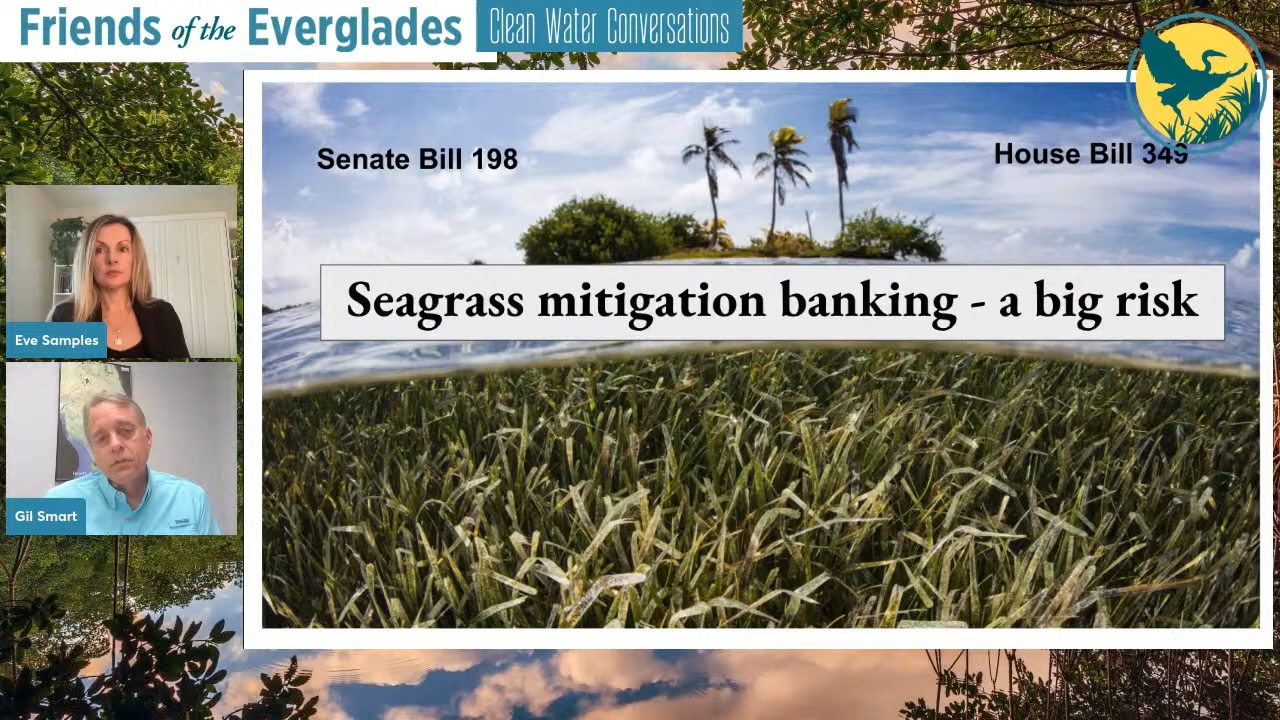 Friends of the Everglades
Clean Water Conversations
Senate Bill 198
House Bill 349
Seagrass mitigation banking - a big risk
Eve Samples
Gil Smart